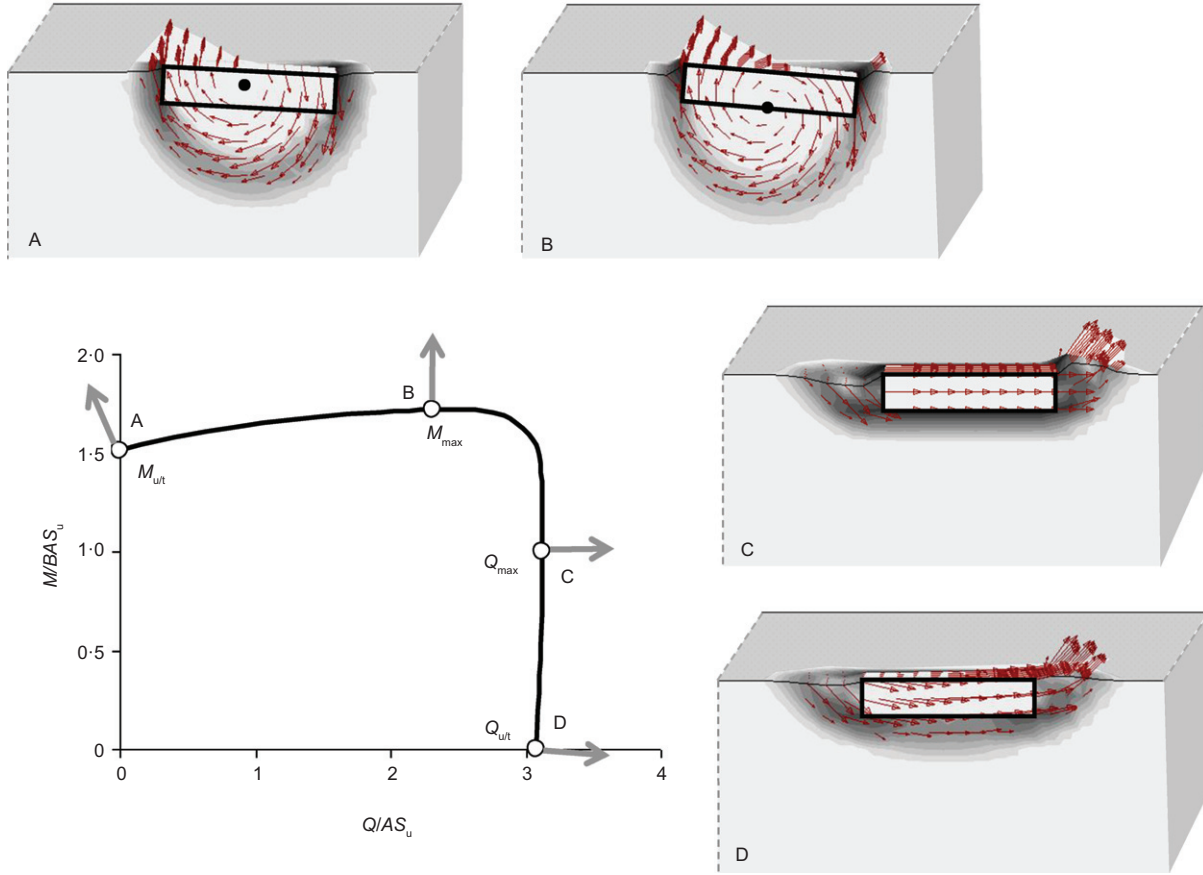 A
B
2·0
1·5
1·0
0·5
0
M/BAS_u
A
M_u/t
B
M_max
Q_max
C
Q_u/t
D
0
1
2
3
4
Q/AS_u
C
D